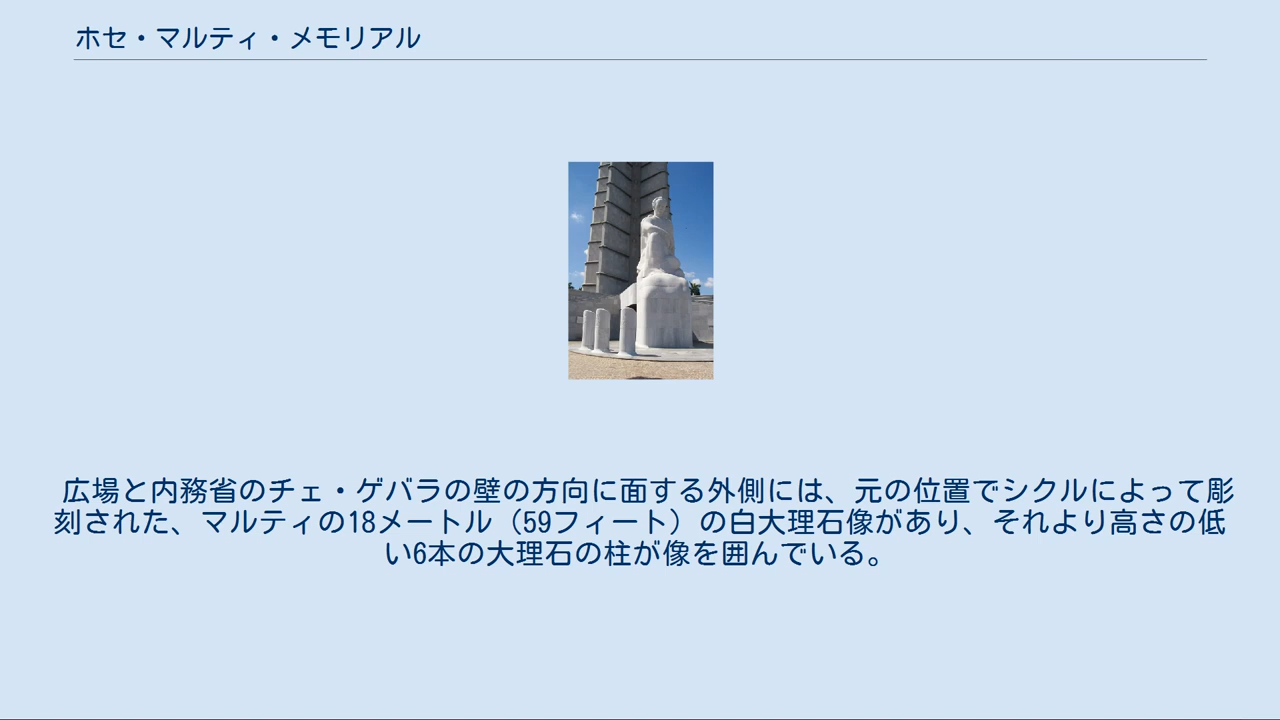 ホセ・マルティ・メモリアル
広場と内務省のチェ・ゲバラの壁の方向に面する外側には、元の位置でシクルによって彫
刻された、マルティの18メートル（59フィート）の白大理石像があり、それより高さの低
い6本の大理石の柱が像を囲んでいる。